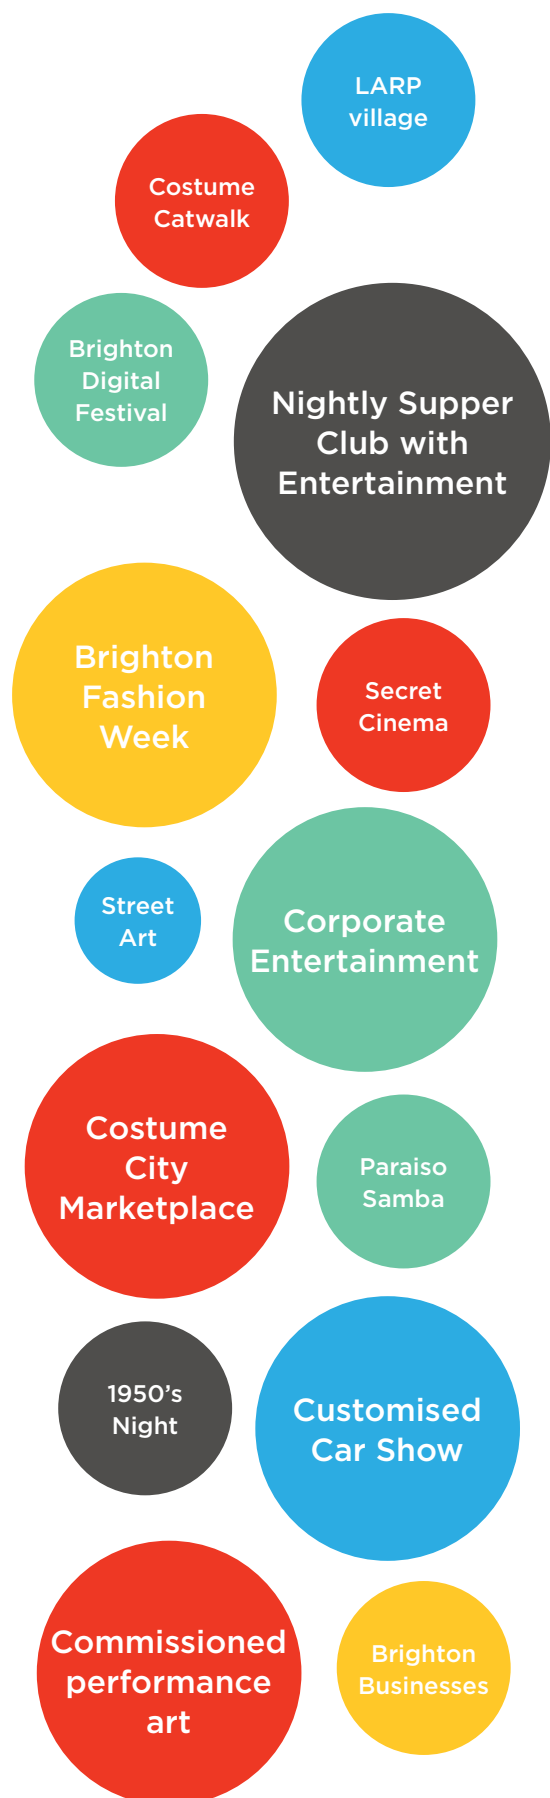 LARP
village
Costume
Catwalk
Brighton
Digital
Festival
Nightly Supper
Club with
Entertainment
Brighton
Fashion
Week
Secret
Cinema
Street
Art
Corporate
Entertainment
Costume
City
Marketplace
Paraiso
Samba
1950's
Night
Customised
Car Show
Commissioned
performance
art
Brighton
Businesses